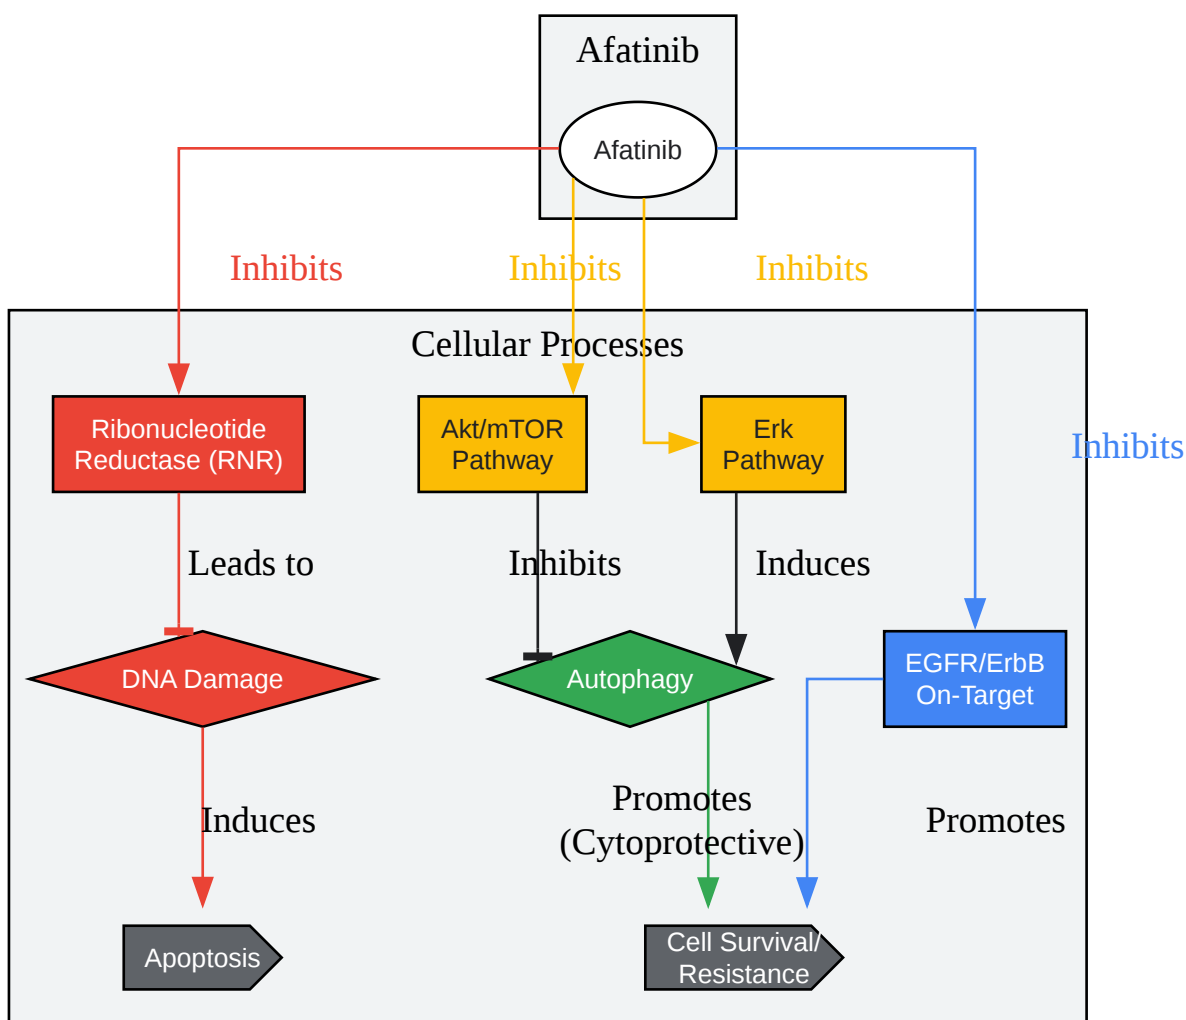 Afatinib
Afatinib
Inhibits
Inhibits
Inhibits
Cellular Processes
Ribonucleotide
Reductase (RNR)
Akt/mTOR
Pathway
Erk
Pathway
Inhibits
Leads to
Inhibits
Induces
DNA Damage
Autophagy
EGFR/ErbB
On-Target
Induces
Promotes
(Cytoprotective)
Promotes
Apoptosis
Cell Survival/
Resistance